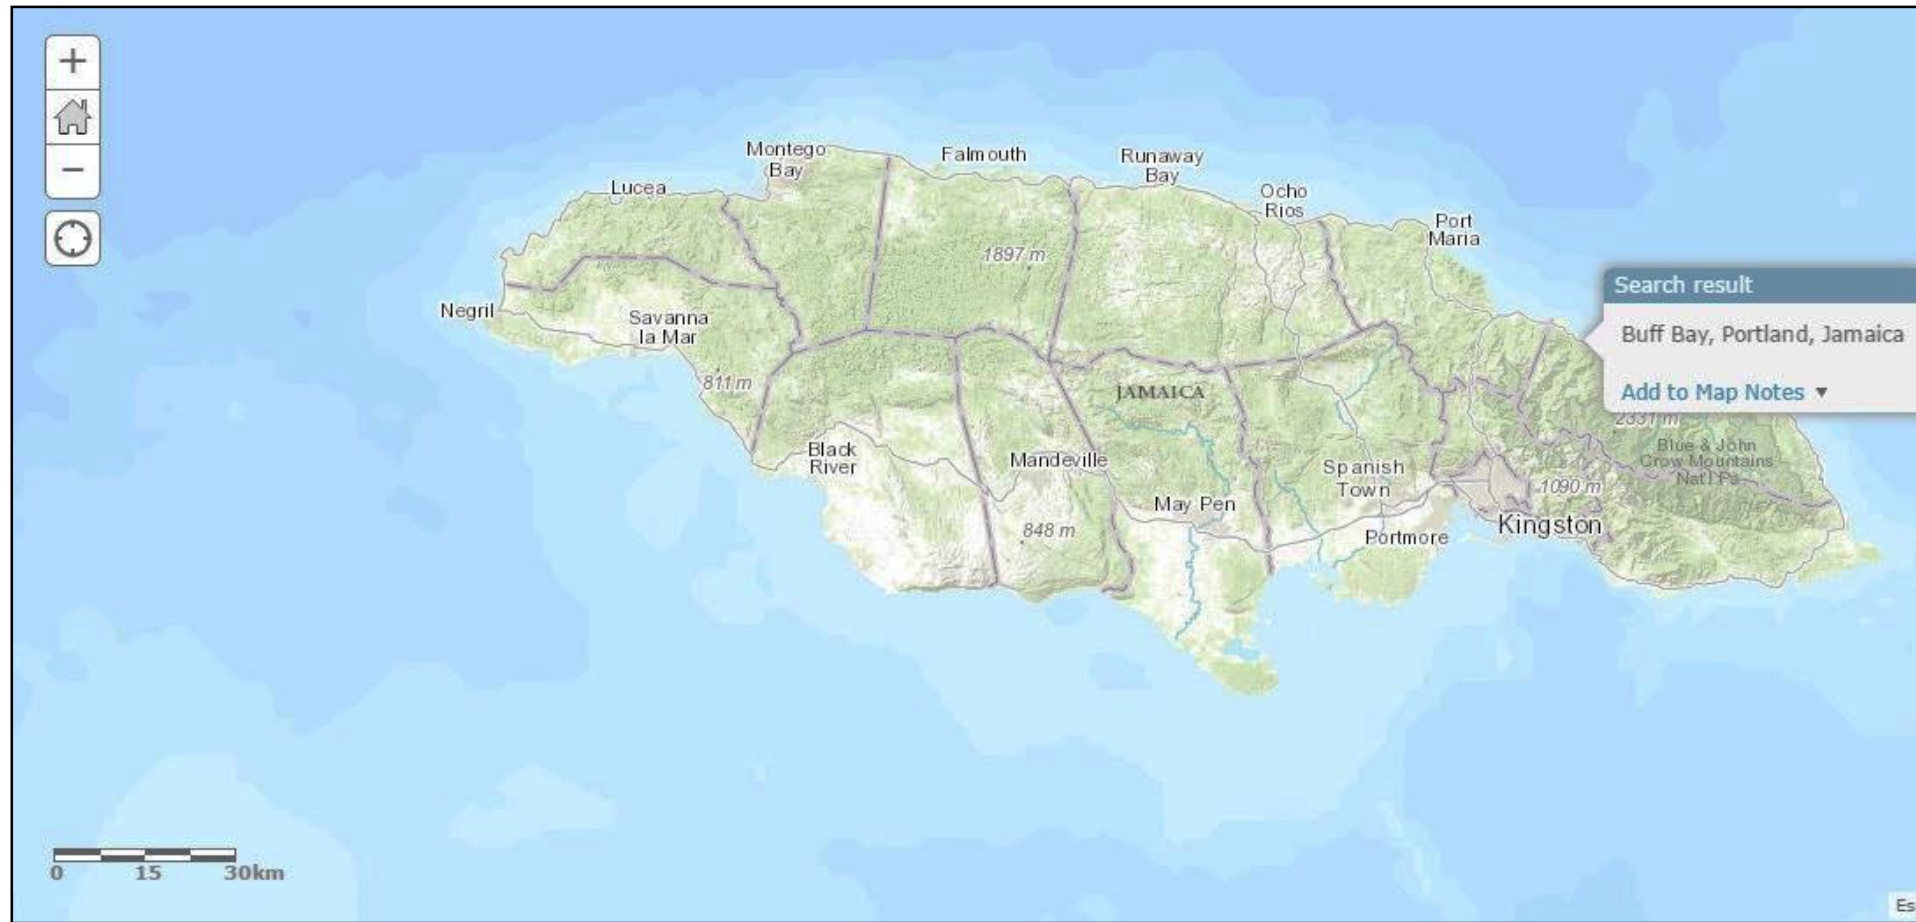 +
−
Montego
Bay
Falmouth
Runaway
Bay
Lucea
Ocho
Rios
Port
Maria
1897 m
Search result
Buff Bay, Portland, Jamaica
Add to Map Notes ▼
Negril
Savanna
la Mar
811 m
JAMAICA
2331 m
Blue & John
Crow Mountains
Nat'l Pa
Black
River
Mandeville
Spanish
Town
1090 m
May Pen
848 m
Portmore
Kingston
0 15 30km
Es